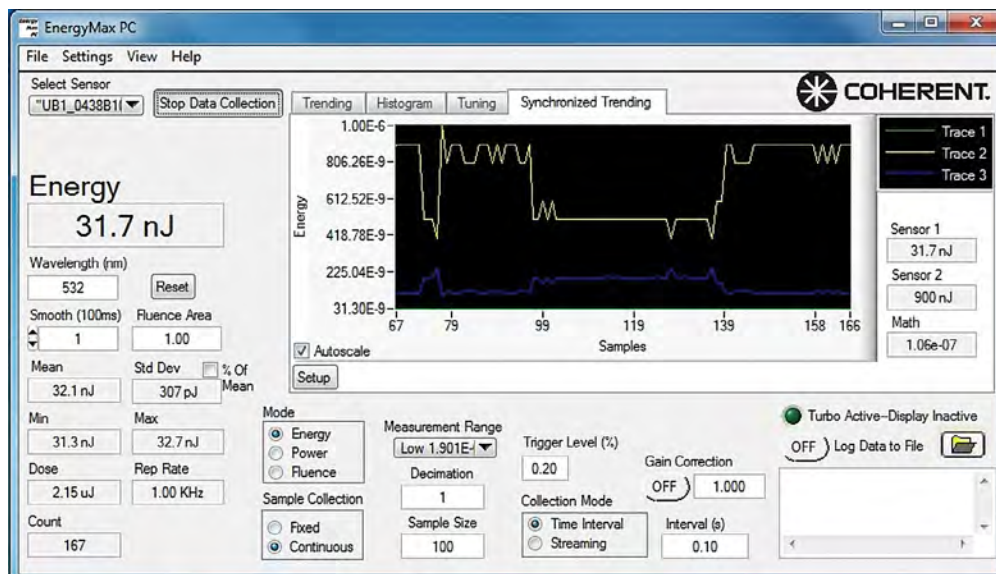 EnergyMax PC
File Settings View Help
Select Sensor
"UB1_0438B1(
Stop Data Collection
Trending Histogram Tuning Synchronized Trending
COHERENT.
Energy
31.7 nJ
Wavelength (nm)
532
Reset
Smooth (100ms) Fluence Area
1 1.00
Mean Std Dev % Of Mean
32.1 nJ 307 pJ
Min Max
31.3 nJ 32.7 nJ
Dose Rep Rate
2.15 uJ 1.00 KHz
Count
167
Energy
1.00E-6
806.26E-9
612.52E-9
418.78E-9
225.04E-9
31.30E-9
67 79 99 119 139 158 166
Samples
Autoscale
Setup
Trace 1
Trace 2
Trace 3
Sensor 1
31.7 nJ
Sensor 2
900 nJ
Math
1.06e-07
Mode
Energy
Power
Fluence
Sample Collection
Fixed
Continuous
Measurement Range
Low 1.901E-
Decimation
1
Sample Size
100
Trigger Level (%)
0.20
Collection Mode
Time Interval
Streaming
Gain Correction
OFF 1.000
Interval (s)
0.10
Turbo Active--Display Inactive
OFF Log Data to File